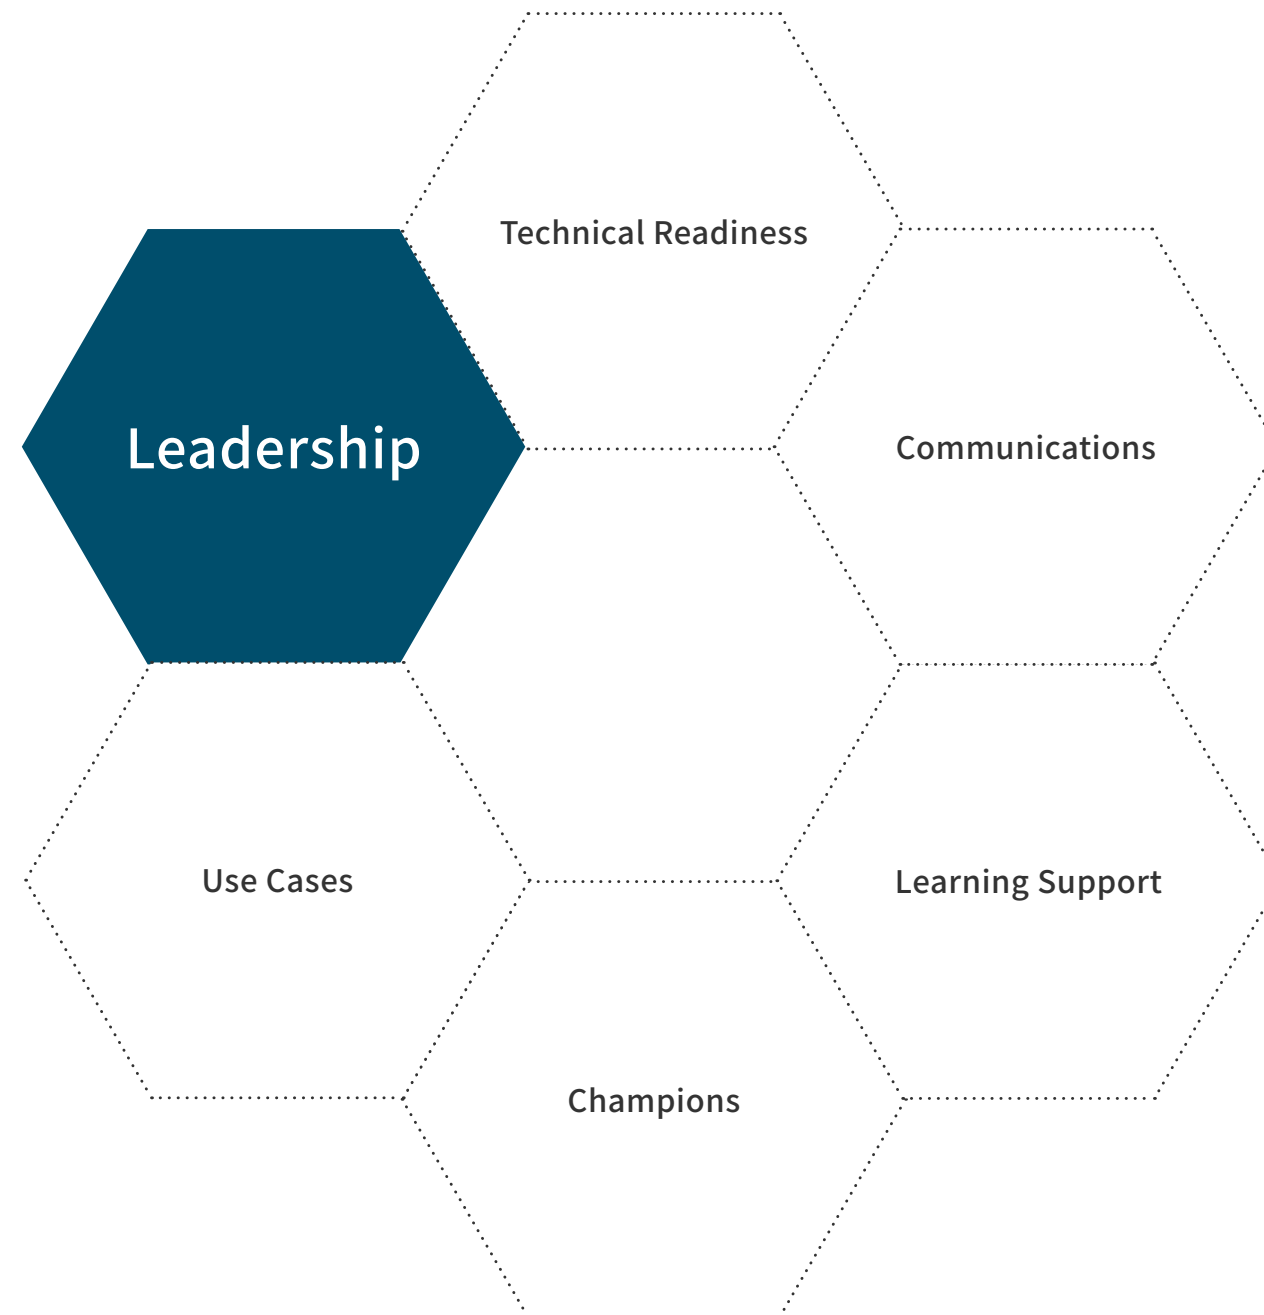 Technical Readiness
Leadership
Communications
Use Cases
Learning Support
Champions